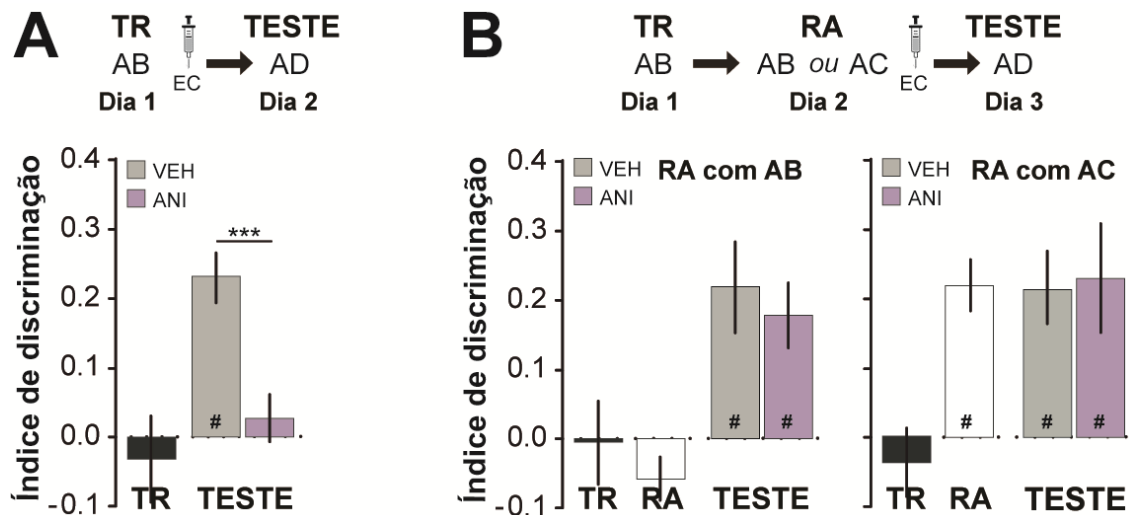 A
TR TESTE
AB EC AD
Dia 1 Dia 2
Índice de discriminação
0.4
0.3
0.2
0.1
0.0
-0.1
VEH
ANI
***
#
TR TESTE
B
TR RA TESTE
AB AB ou AC EC AD
Dia 1 Dia 2 Dia 3
Índice de discriminação
0.4
0.3
0.2
0.1
0.0
-0.1
VEH RA com AB
ANI
# #
TR RA TESTE
VEH RA com AC
ANI
# # #
TR RA TESTE